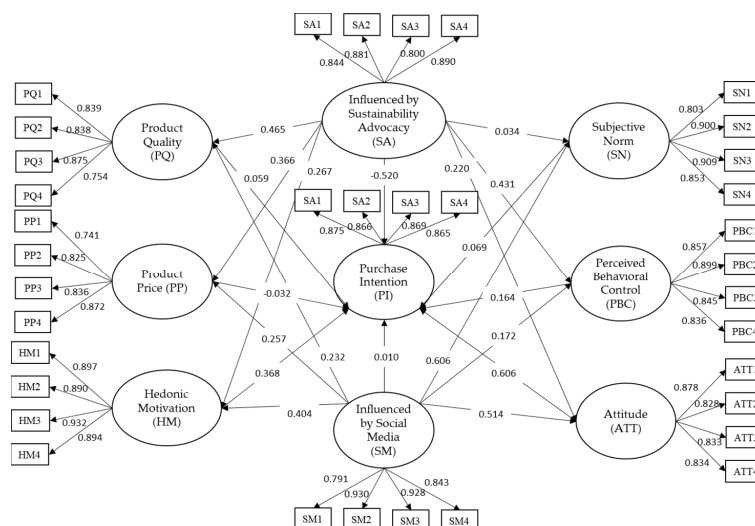 SA1
SA2
SA3
SA4
0.844
0.881
0.800
0.890
PQ1
PQ2
PQ3
PQ4
0.839
0.838
0.875
0.754
Product
Quality
(PQ)
Influenced by
Sustainability
Advocacy
(SA)
Subjective
Norm
(SN)
SN1
SN2
SN3
SN4
0.803
0.900
0.909
0.853
0.465
0.366
0.267
0.059
-0.520
0.034
0.220
0.431
0.069
SA1
SA2
SA3
SA4
0.875
0.866
0.869
0.865
PP1
PP2
PP3
PP4
0.741
0.825
0.836
0.872
Product
Price (PP)
Purchase
Intention
(PI)
Perceived
Behavioral
Control
(PBC)
PBC1
PBC2
PBC3
PBC4
0.857
0.899
0.845
0.836
-0.032
0.257
0.368
0.232
0.404
0.010
0.164
0.172
0.606
0.606
0.514
HM1
HM2
HM3
HM4
0.897
0.890
0.932
0.894
Hedonic
Motivation
(HM)
Influenced
by Social
Media
(SM)
Attitude
(ATT)
ATT1
ATT2
ATT3
ATT4
0.878
0.828
0.833
0.834
0.791
0.930
0.928
0.843
SM1
SM2
SM3
SM4